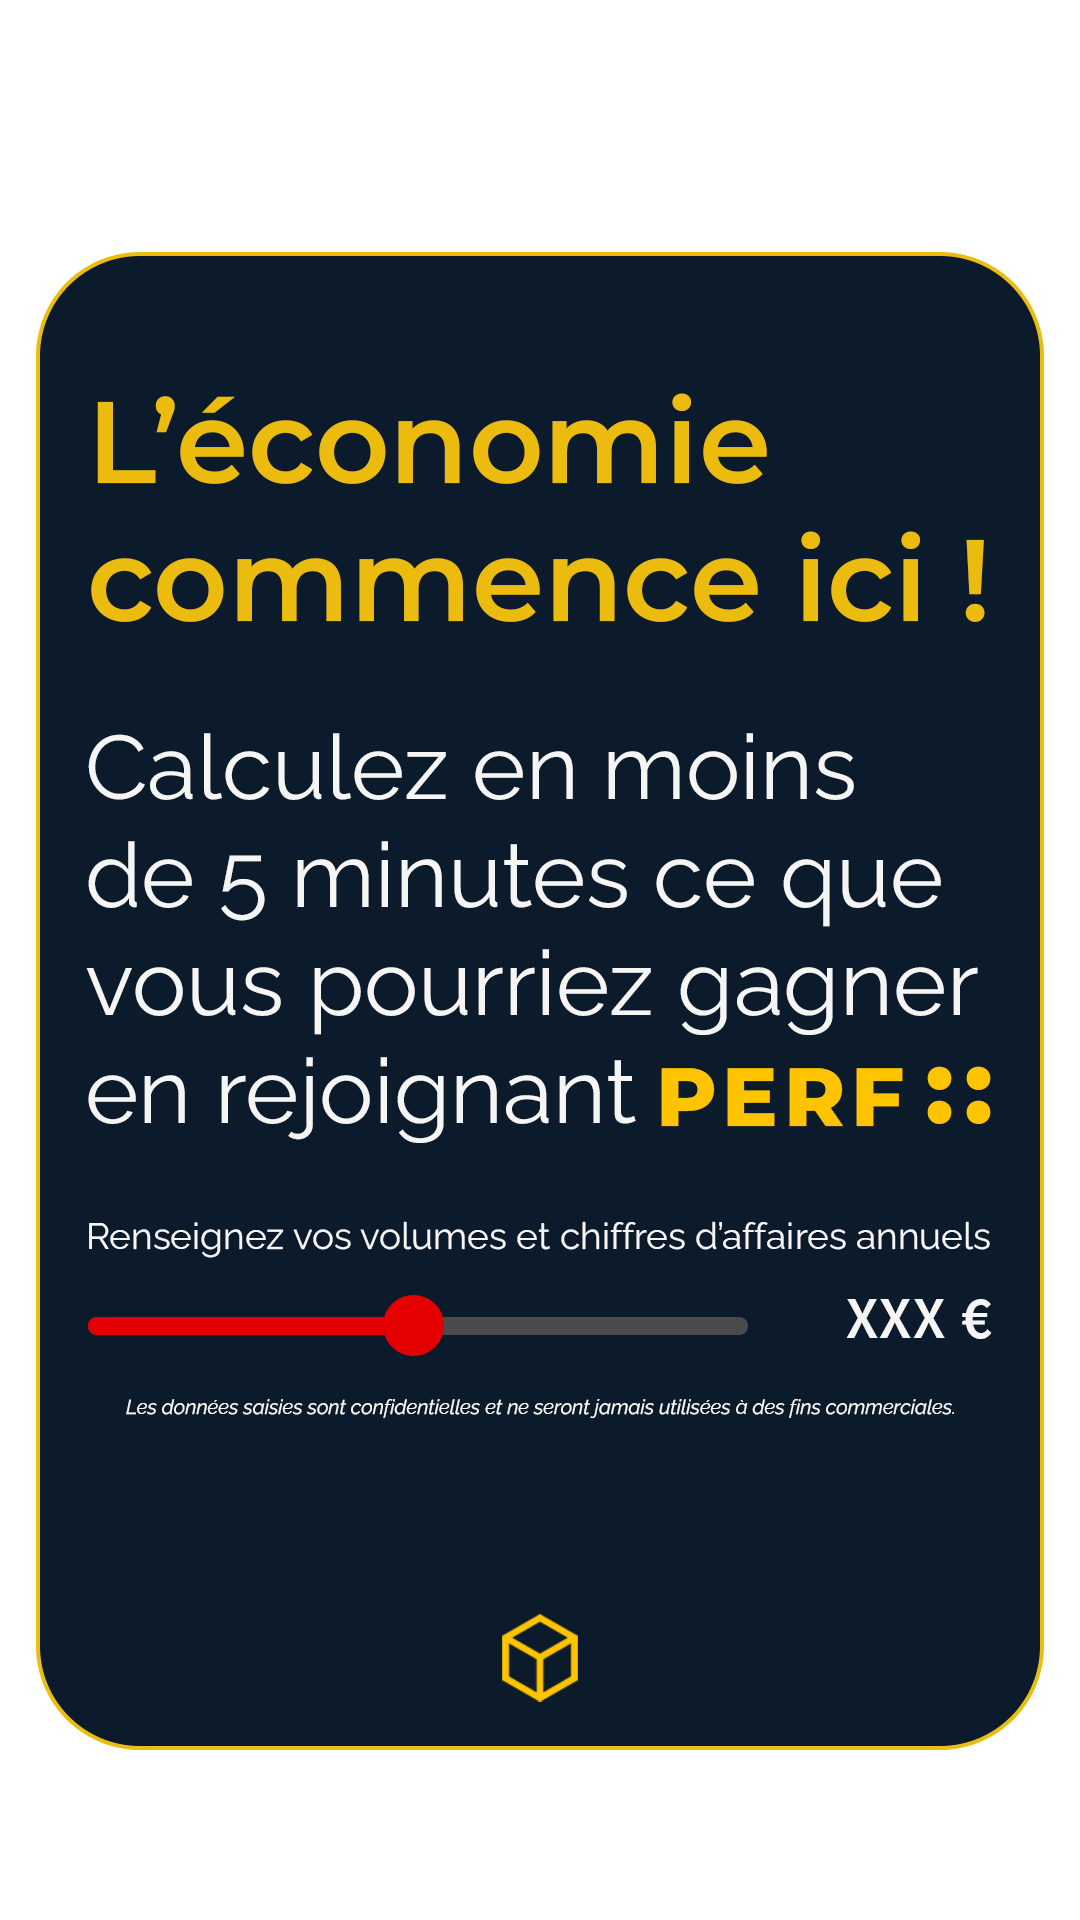 L’économie
commence ici !
Calculez en moins
de 5 minutes ce que
vous pourriez gagner
en rejoignant PERF
Renseignez vos volumes et chiffres d’affaires annuels
XXX €
Les données saisies sont confidentielles et ne seront jamais utilisées à des fins commerciales.